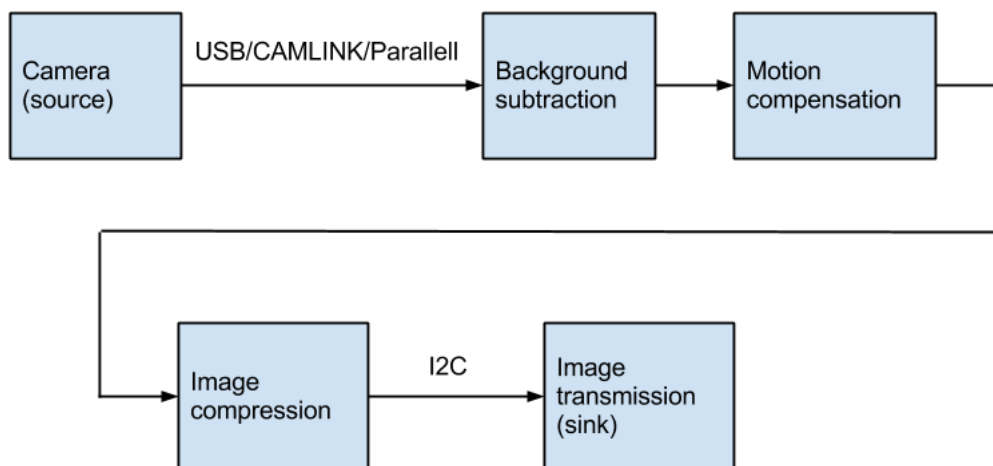 USB/CAMLINK/Parallell
Camera
(source)
Background
subtraction
Motion
compensation
I2C
Image
compression
Image
transmission
(sink)